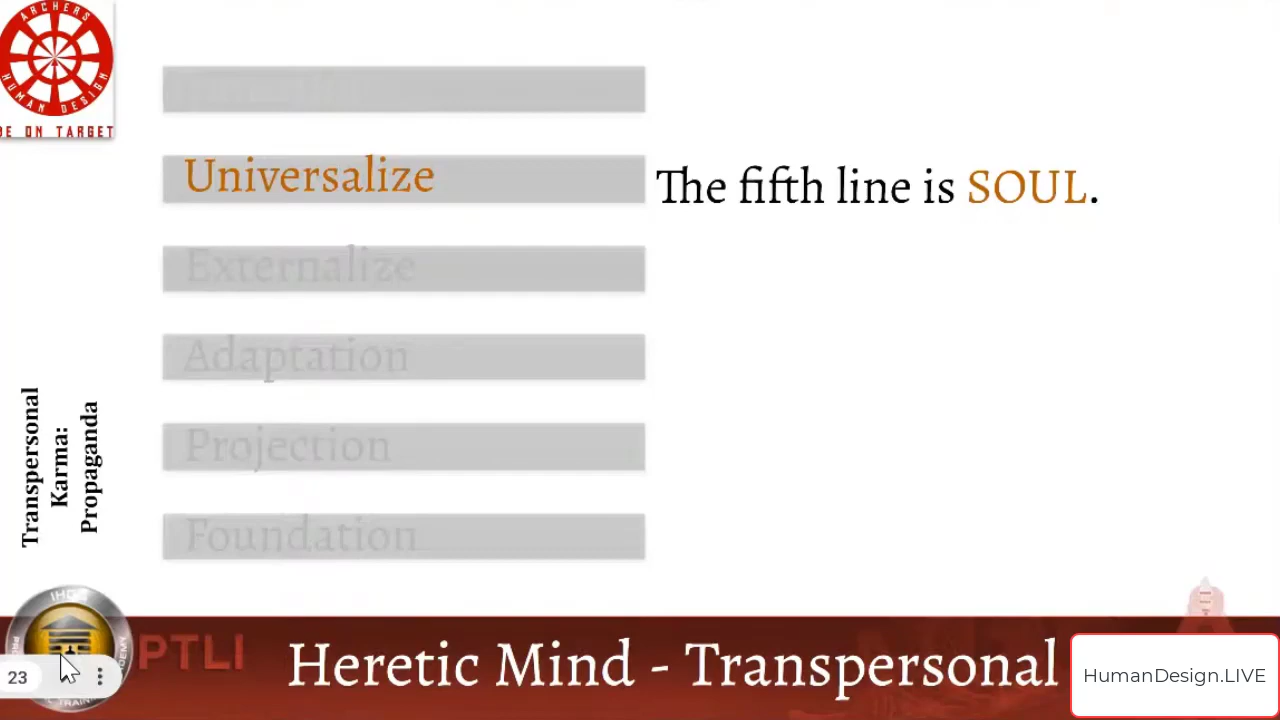 ARCHERS
HUMAN DESIGN
DE ON TARGET
Universalize
The fifth line is SOUL.
Externalize
Adaptation
Projection
Foundation
Transpersonal
Karma:
Propaganda
PTLI
23
Heretic Mind - Transpersonal
HumanDesign.LIVE